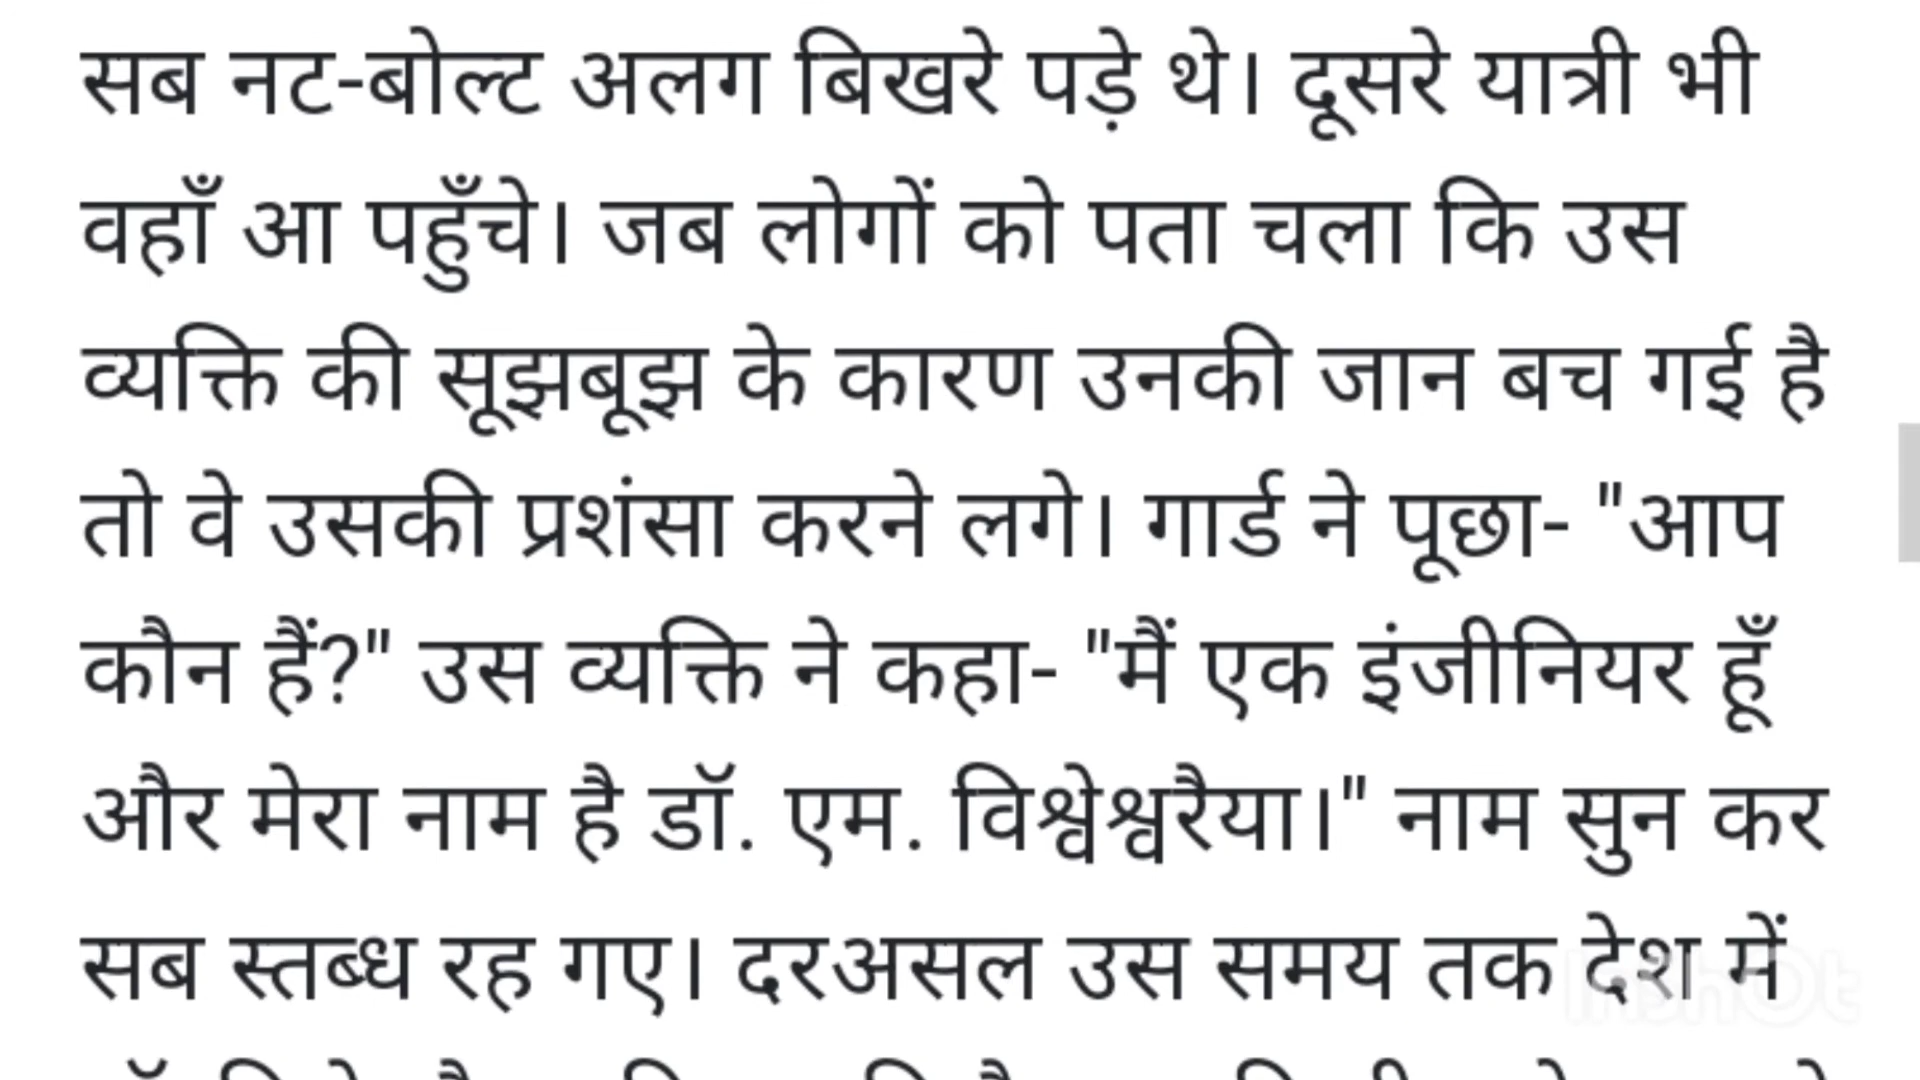 सब नट-बोल्ट अलग बिखरे पड़े थे। दूसरे यात्री भी
वहाँ आ पहुँचे। जब लोगों को पता चला कि उस
व्यक्ति की सूझबूझ के कारण उनकी जान बच गई है
तो वे उसकी प्रशंसा करने लगे। गार्ड ने पूछा- "आप
कौन हैं?" उस व्यक्ति ने कहा- "मैं एक इंजीनियर हूँ
और मेरा नाम है डॉ. एम. विश्वेश्वरैया।" नाम सुन कर
सब स्तब्ध रह गए। दरअसल उस समय तक देश में
InShOt